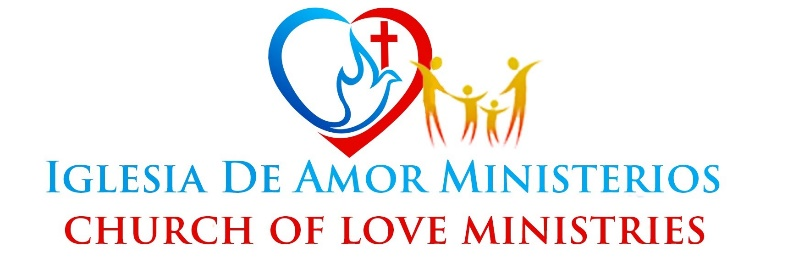 IGLESIA DE AMOR MINISTERIOS
CHURCH OF LOVE MINISTRIES